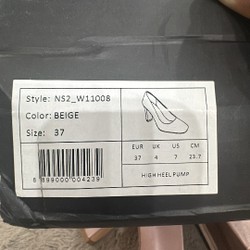 Style: NS2_W11008
Color: BEIGE
Size: 37
EUR UK US CM
37 4 7 23.7
HIGH HEEL PUMP